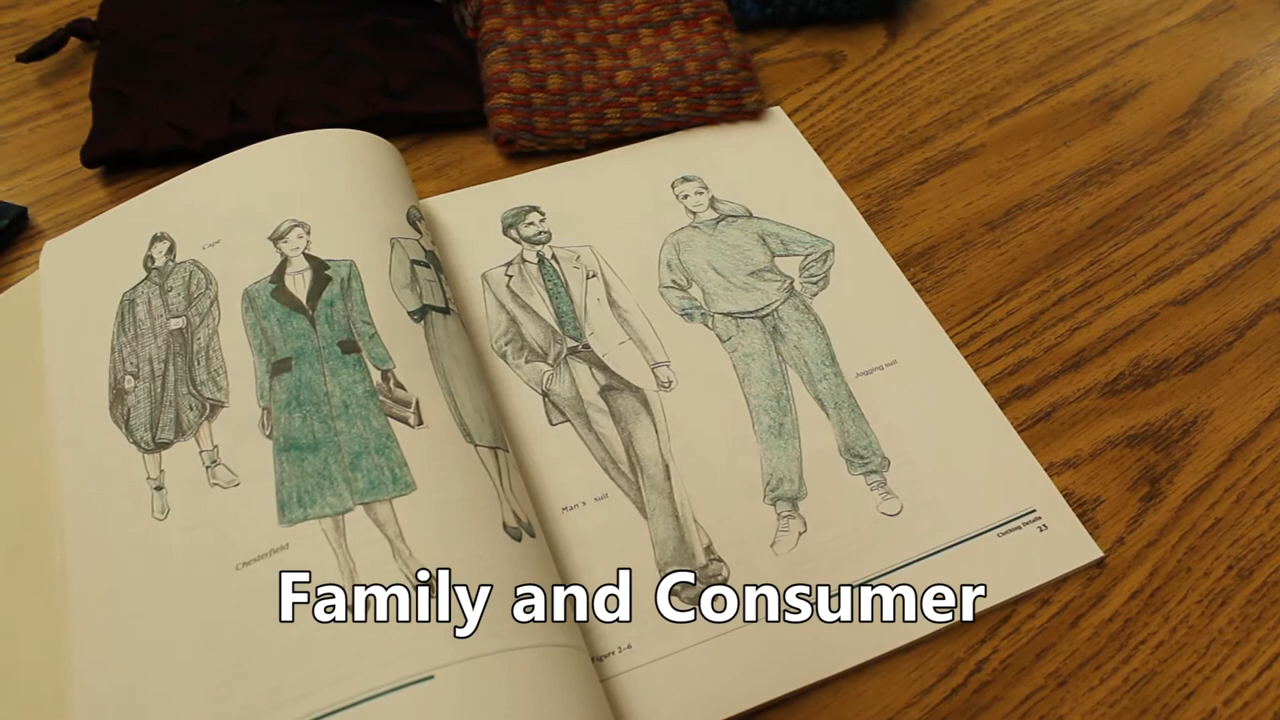 Cape
Chesterfield
Man's suit
Jogging suit
Clothing Details
23
Figure 2-6
Family and Consumer